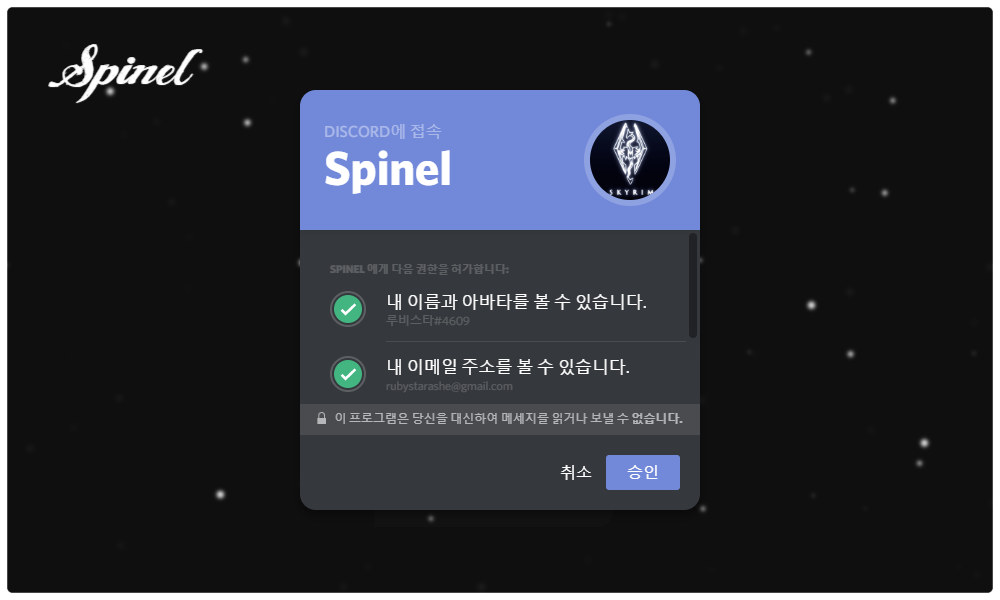 Spinel
DISCORD에 접속
Spinel
SKYRIM
SPINEL 에게 다음 권한을 허가합니다:
내 이름과 아바타를 볼 수 있습니다.
루비스타#4609
내 이메일 주소를 볼 수 있습니다.
rubystarashe@gmail.com
이 프로그램은 당신을 대신하여 메세지를 읽거나 보낼 수 없습니다.
취소
승인